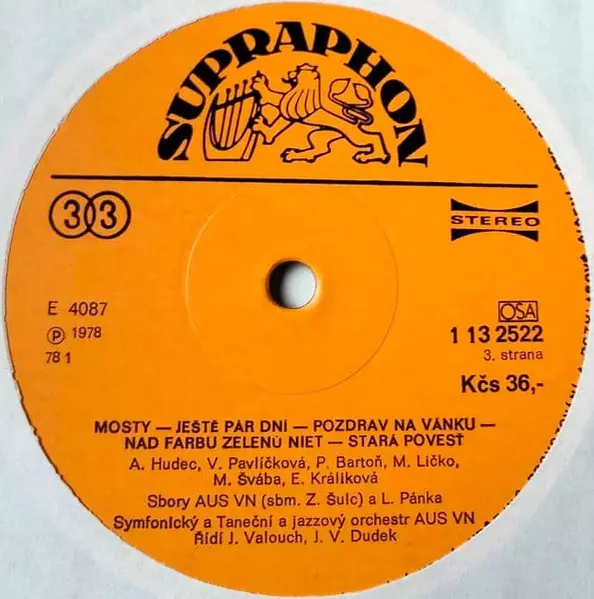 SUPRAPHON
33
STEREO
E 4087
Ⓟ 1978
78 1
OSA
1 13 2522
3. strana
Kčs 36,-
MOSTY — JEŠTĚ PÁR DNÍ — POZDRAV NA VÁNKU —
NAD FARBU ZELENÚ NIET — STARÁ POVESŤ
A. Hudec, V. Pavlíčková, P. Bartoň, M. Ličko,
M. Švába, E. Králiková
Sbory AUS VN (sbm. Z. Šulc) a L. Pánka
Symfonický a Taneční a jazzový orchestr AUS VN
Řídí J. Valouch, J. V. Dudek